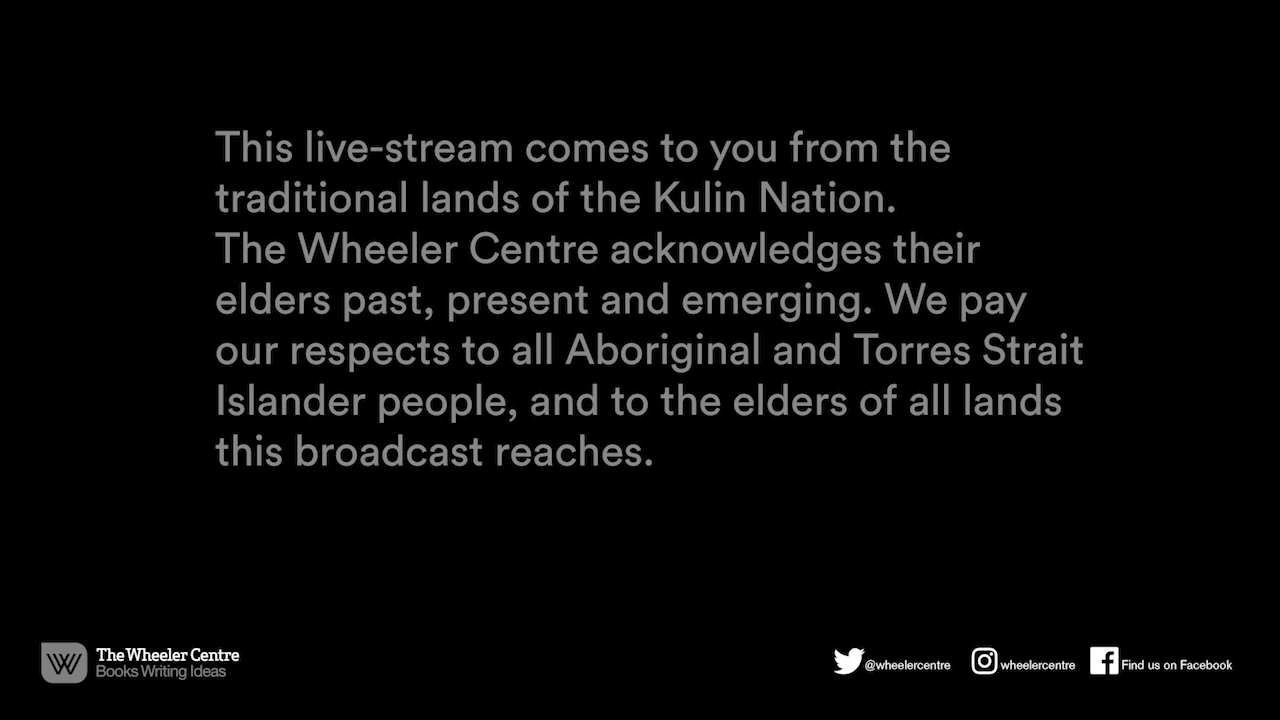 This live-stream comes to you from the
traditional lands of the Kulin Nation.
The Wheeler Centre acknowledges their
elders past, present and emerging. We pay
our respects to all Aboriginal and Torres Strait
Islander people, and to the elders of all lands
this broadcast reaches.
The Wheeler Centre
Books Writing Ideas
@wheelercentre
wheelercentre
Find us on Facebook